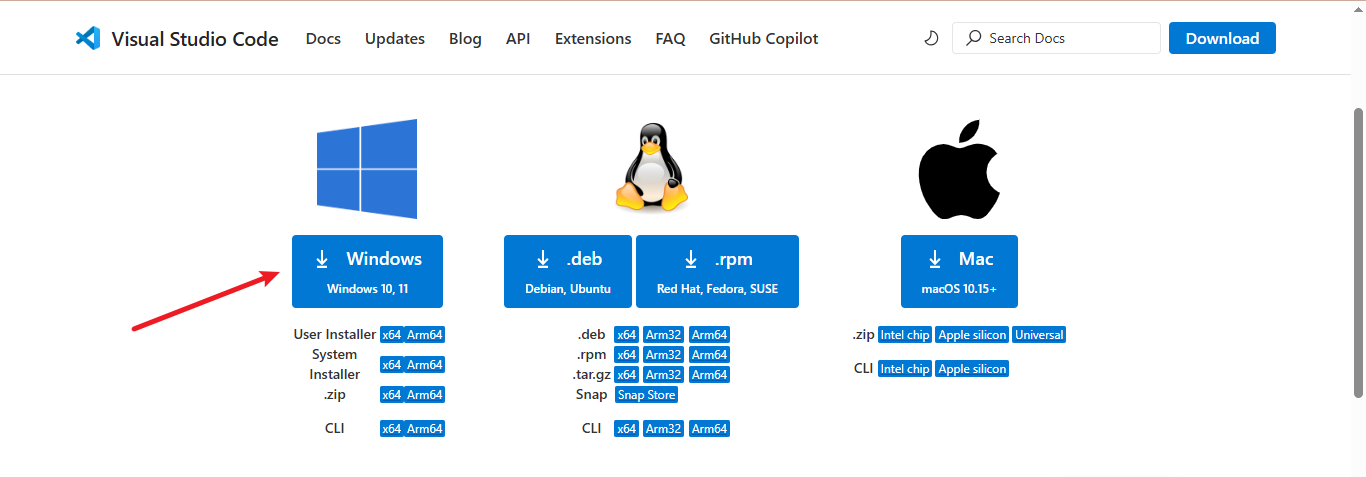 Visual Studio Code Docs Updates Blog API Extensions FAQ GitHub Copilot Search Docs Download
Windows
Windows 10, 11
.deb
Debian, Ubuntu
.rpm
Red Hat, Fedora, SUSE
Mac
macOS 10.15+
User Installer x64 Arm64
System Installer x64 Arm64
.zip x64 Arm64
CLI x64 Arm64
.deb x64 Arm32 Arm64
.rpm x64 Arm32 Arm64
.tar.gz x64 Arm32 Arm64
Snap Snap Store
CLI x64 Arm32 Arm64
.zip Intel chip Apple silicon Universal
CLI Intel chip Apple silicon